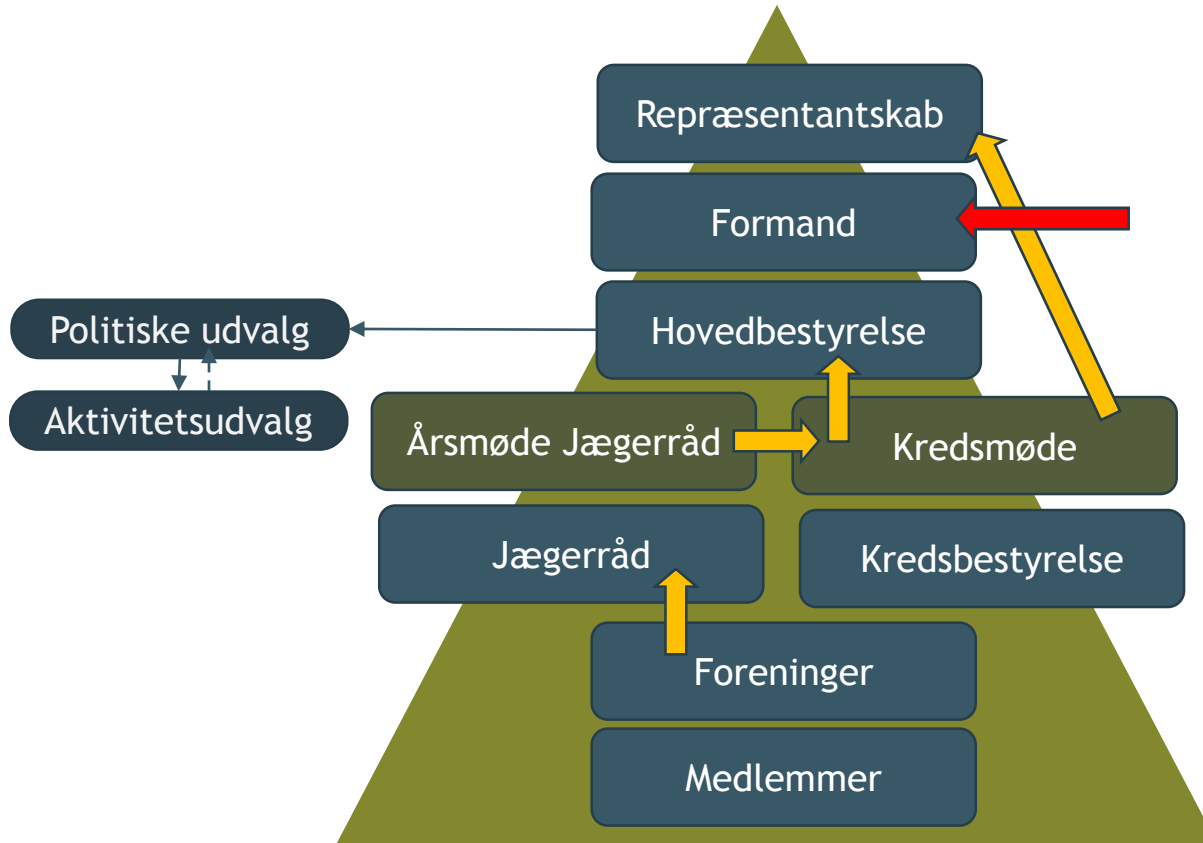 Repræsentantskab
Formand
Hovedbestyrelse
Politiske udvalg
Aktivitetsudvalg
Årsmøde Jægerråd
Kredsmøde
Jægerråd
Kredsbestyrelse
Foreninger
Medlemmer